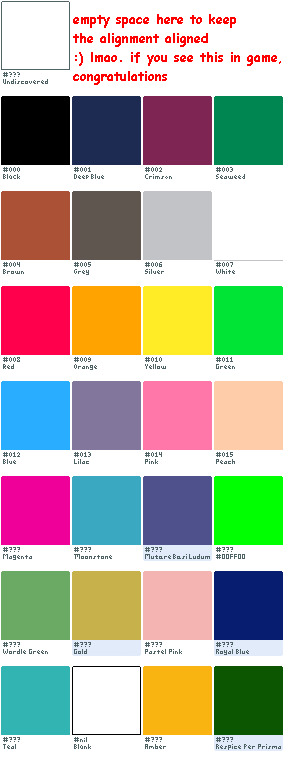 empty space here to keep
the alignment aligned
:) lmao. if you see this in game,
congratulations
#???
Undiscovered
#000 #001 #002 #003
Black Deep Blue Crimson Seaweed
#004 #005 #006 #007
Brown Grey Silver White
#008 #009 #010 #011
Red Orange Yellow Green
#012 #013 #014 #015
Blue Lilac Pink Peach
#??? #??? #??? #???
Magenta Moonstone Mutare Basi Ludum #00FF00
#??? #??? #??? #???
Wordle Green Gold Pastel Pink Royal Blue
#??? #nil #??? #???
Teal Blank Amber Respice Per Prisma